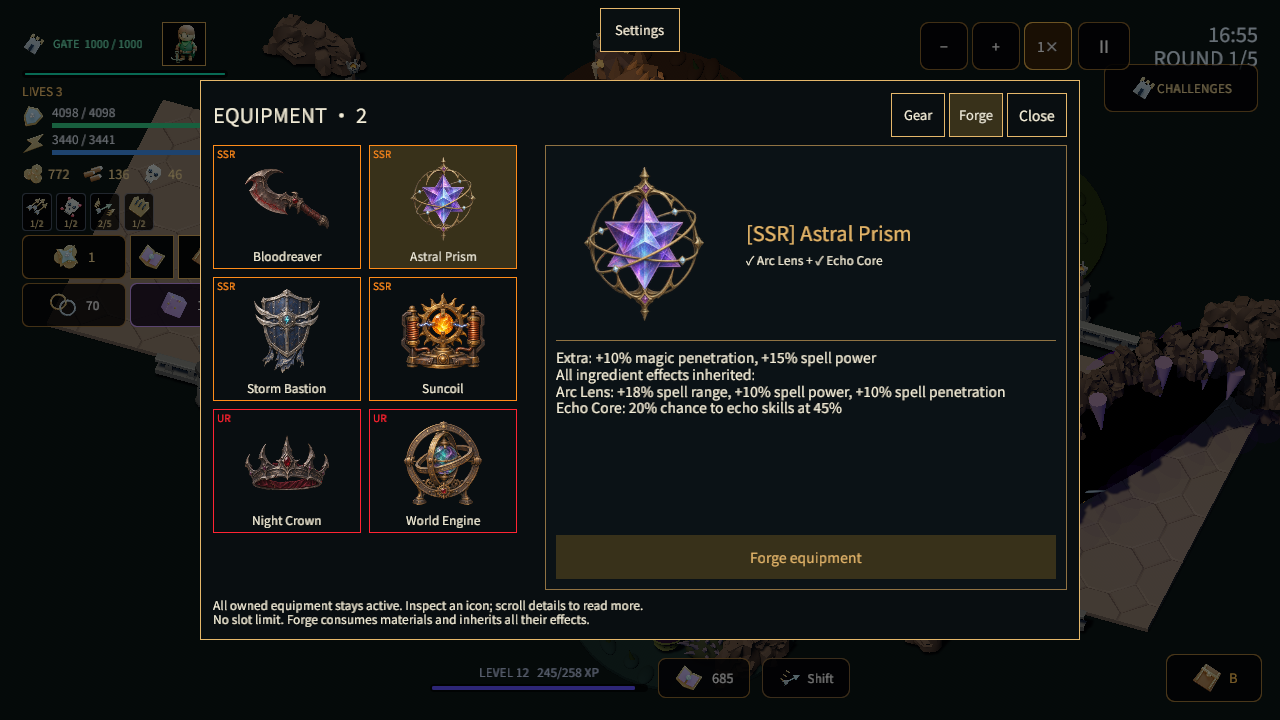 Settings
GATE 1000 / 1000
− + 1× II
16:55
ROUND 1/5
CHALLENGES
LIVES 3
4098 / 4098
3440 / 3441
772 136 46
1/2 1/2 2/5 1/2
1
70
EQUIPMENT • 2
Gear Forge Close
SSR SSR
Bloodreaver Astral Prism
SSR SSR
Storm Bastion Suncoil
UR UR
Night Crown World Engine
[SSR] Astral Prism
✓ Arc Lens + ✓ Echo Core
Extra: +10% magic penetration, +15% spell power
All ingredient effects inherited:
Arc Lens: +18% spell range, +10% spell power, +10% spell penetration
Echo Core: 20% chance to echo skills at 45%
Forge equipment
All owned equipment stays active. Inspect an icon; scroll details to read more.
No slot limit. Forge consumes materials and inherits all their effects.
LEVEL 12 245/258 XP
685
Shift
B